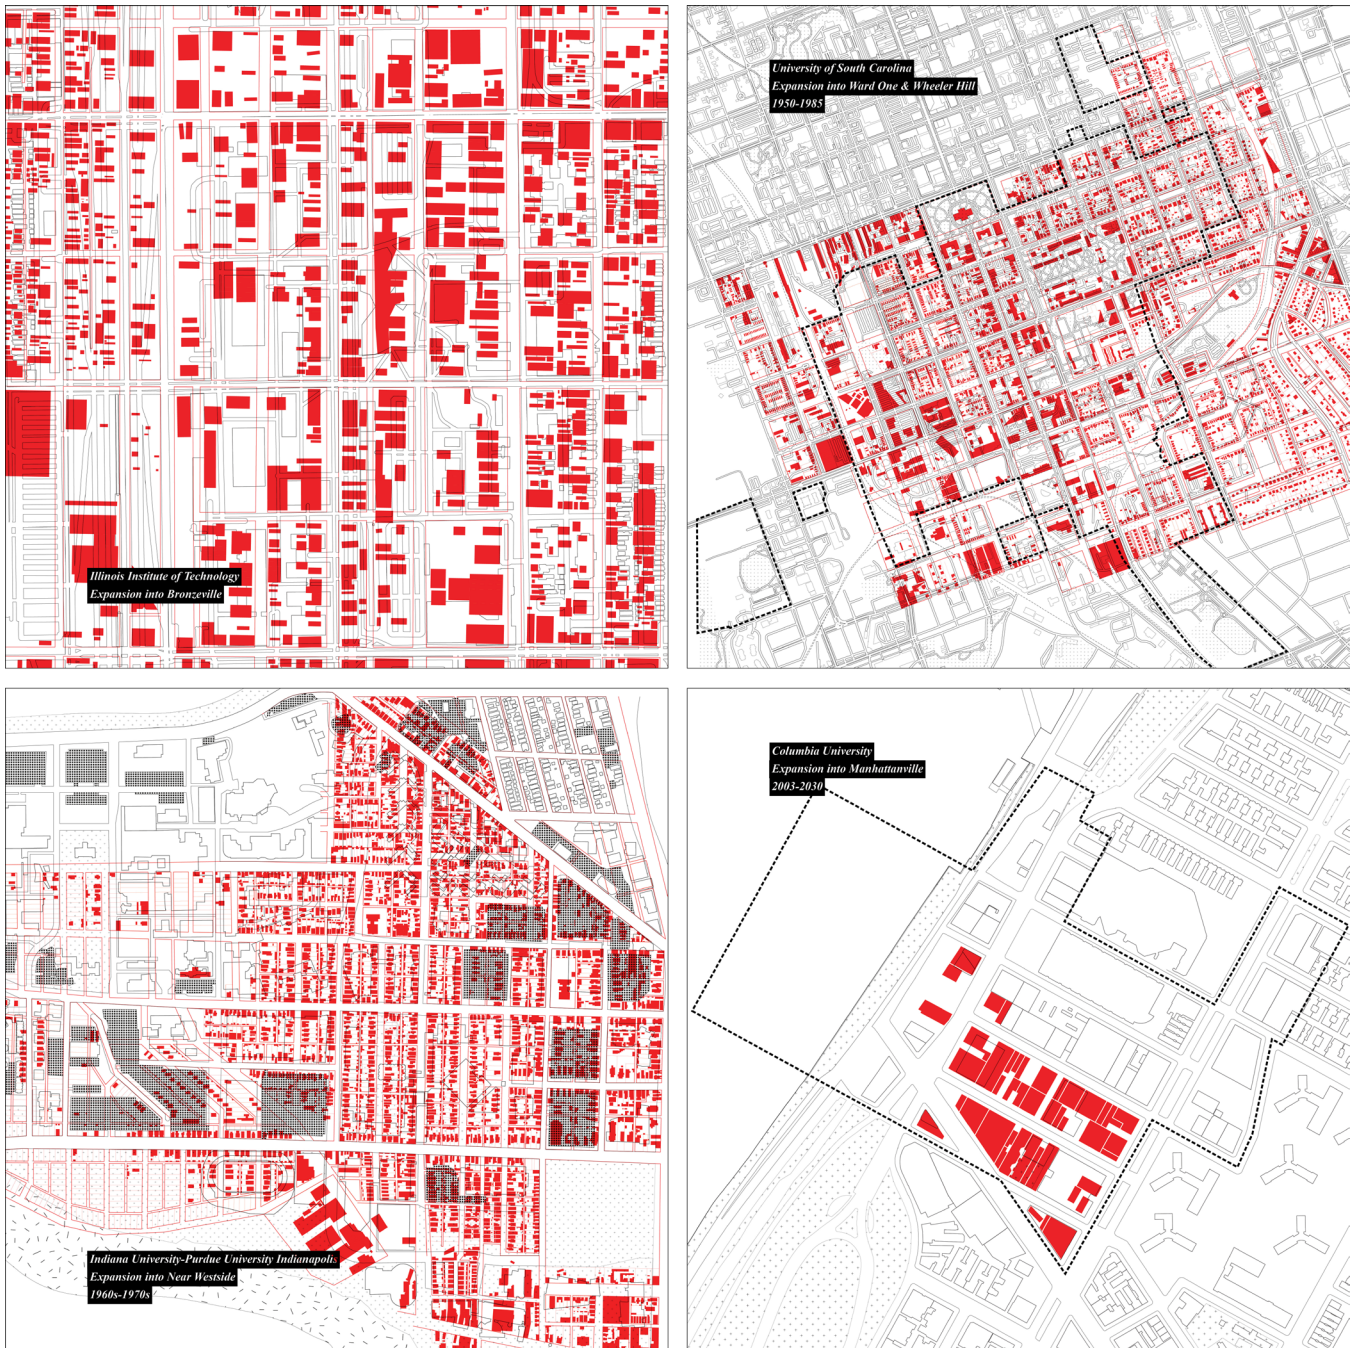 Illinois Institute of Technology
Expansion into Bronzeville
University of South Carolina
Expansion into Ward One & Wheeler Hill
1950-1985
Indiana University-Purdue University Indianapolis
Expansion into Near Westside
1960s-1970s
Columbia University
Expansion into Manhattanville
2003-2030